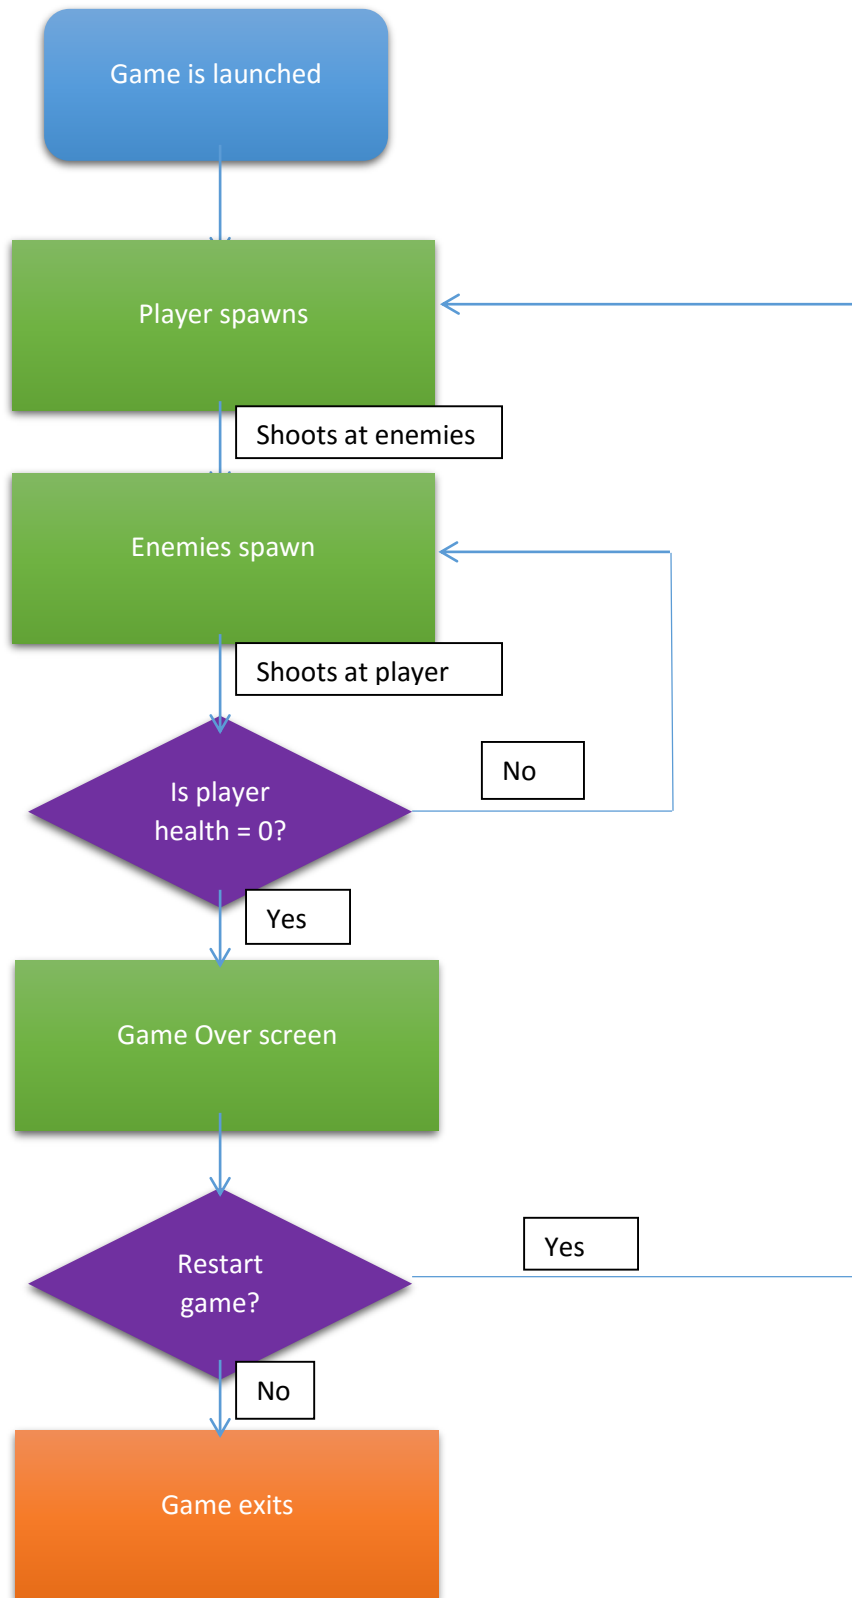 Game is launched
Player spawns
Shoots at enemies
Enemies spawn
Shoots at player
No
Is player
health = 0?
Yes
Game Over screen
Yes
Restart
game?
No
Game exits